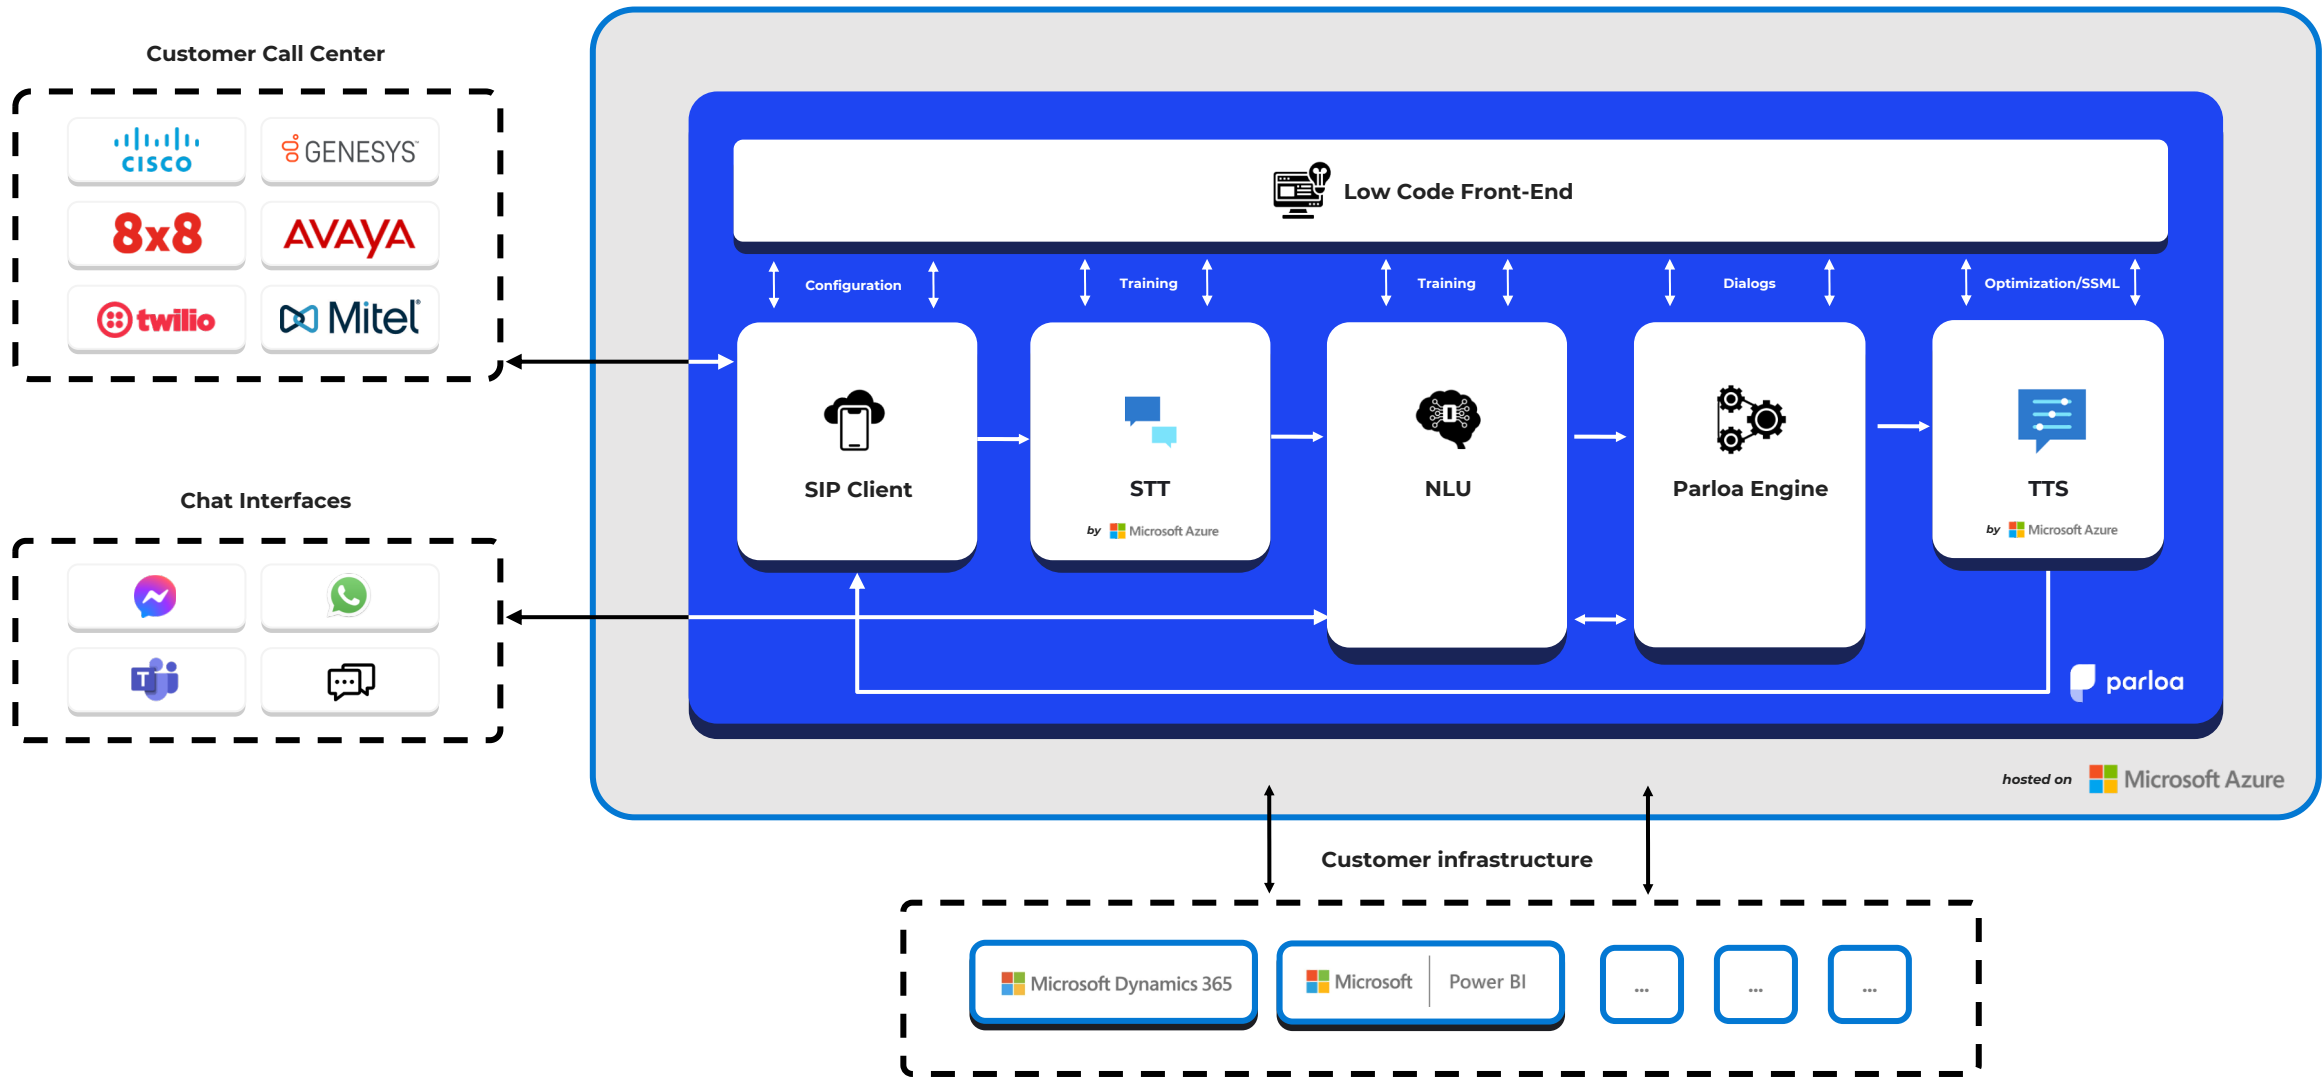 Customer Call Center
CISCO
GENESYS™
8x8
AVAYA
twilio
Mitel®
Chat Interfaces
T
Low Code Front-End
Configuration
Training
Training
Dialogs
Optimization/SSML
SIP Client
STT
by Microsoft Azure
NLU
Parloa Engine
TTS
by Microsoft Azure
parloa
hosted on Microsoft Azure
Customer infrastructure
Microsoft Dynamics 365
Microsoft | Power BI
...
...
...